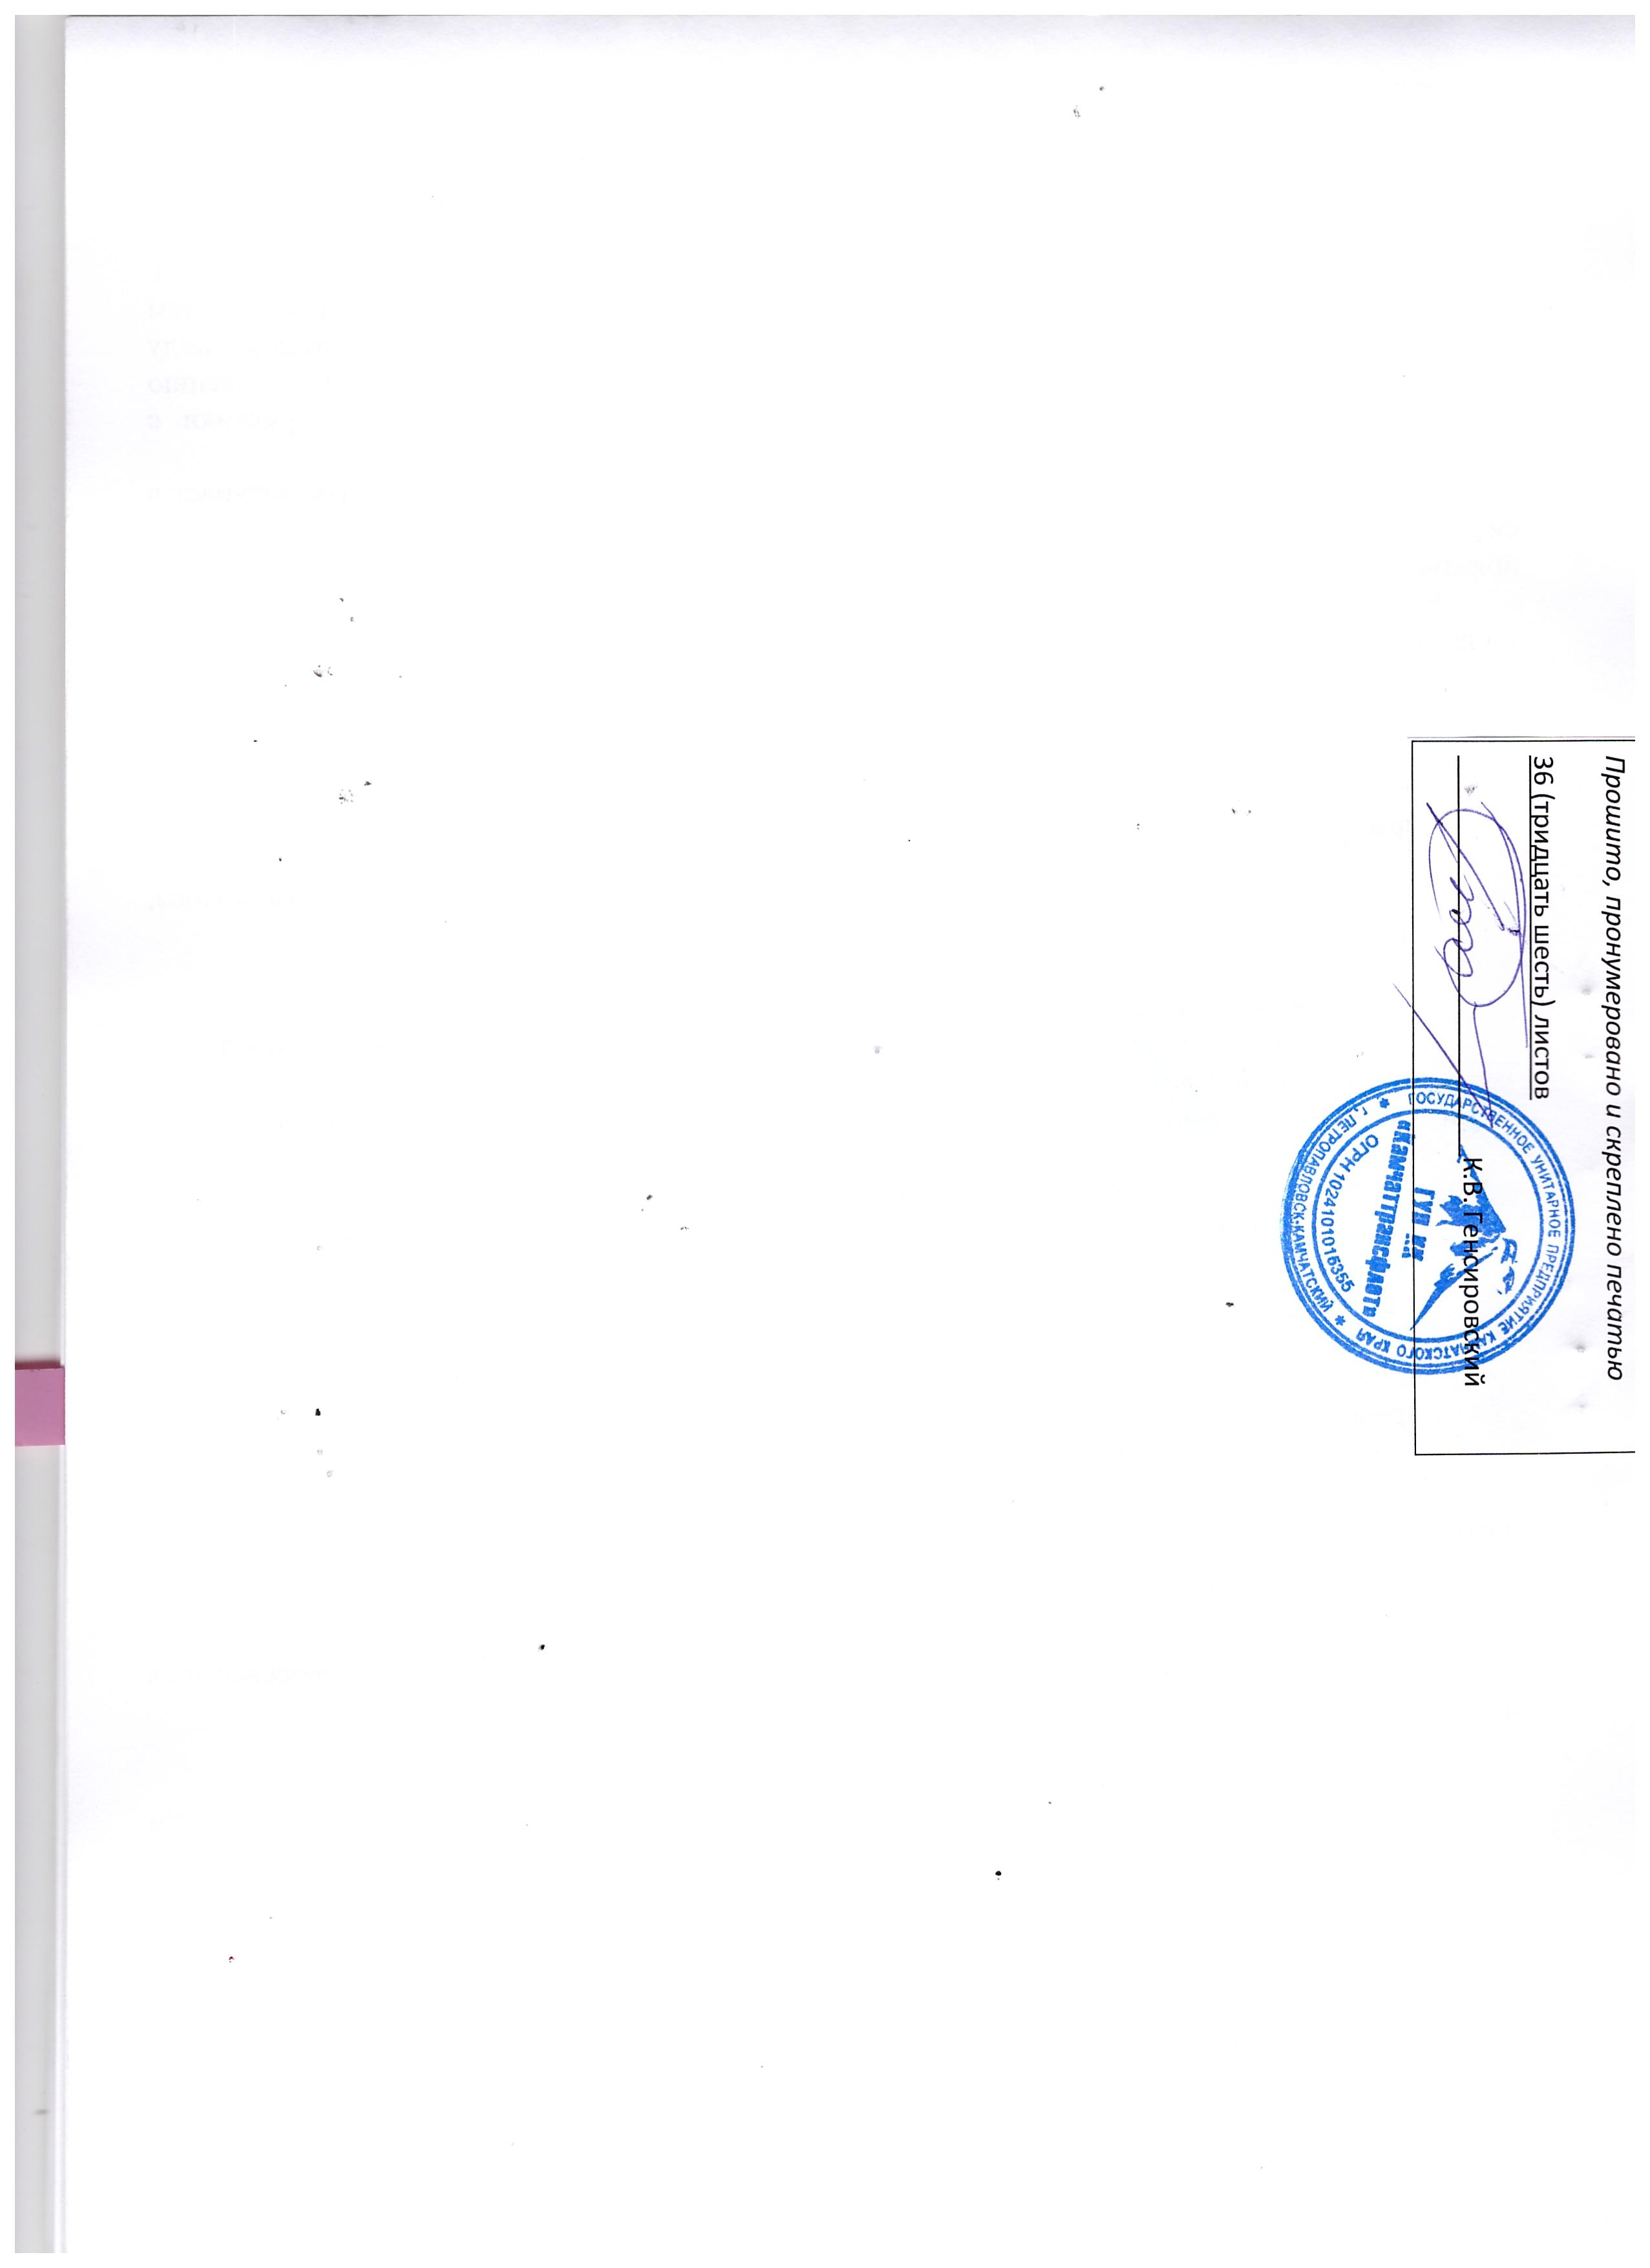 Прошито, пронумеровано и скреплено печатью
36 (тридцать шесть) листов
К.В. Генсировский
ГОСУДАРСТВЕННОЕ УНИТАРНОЕ ПРЕДПРИЯТИЕ КАМЧАТСКОГО КРАЯ
* г. ПЕТРОПАВЛОВСК-КАМЧАТСКИЙ *
ГУП КК
«Камчаттрансфлот»
ОГРН 1024101016355